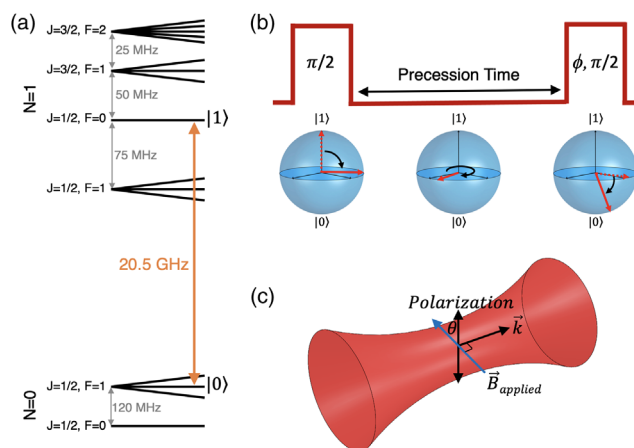 (a)
J=3/2, F=2
25 MHz
J=3/2, F=1
50 MHz
N=1
J=1/2, F=0
|1⟩
75 MHz
J=1/2, F=1
20.5 GHz
J=1/2, F=1
|0⟩
N=0
120 MHz
J=1/2, F=0
(b)
π/2
Precession Time
ϕ, π/2
|1⟩ |1⟩ |1⟩
|0⟩ |0⟩ |0⟩
(c)
Polarization
θ
k⃗
B⃗applied